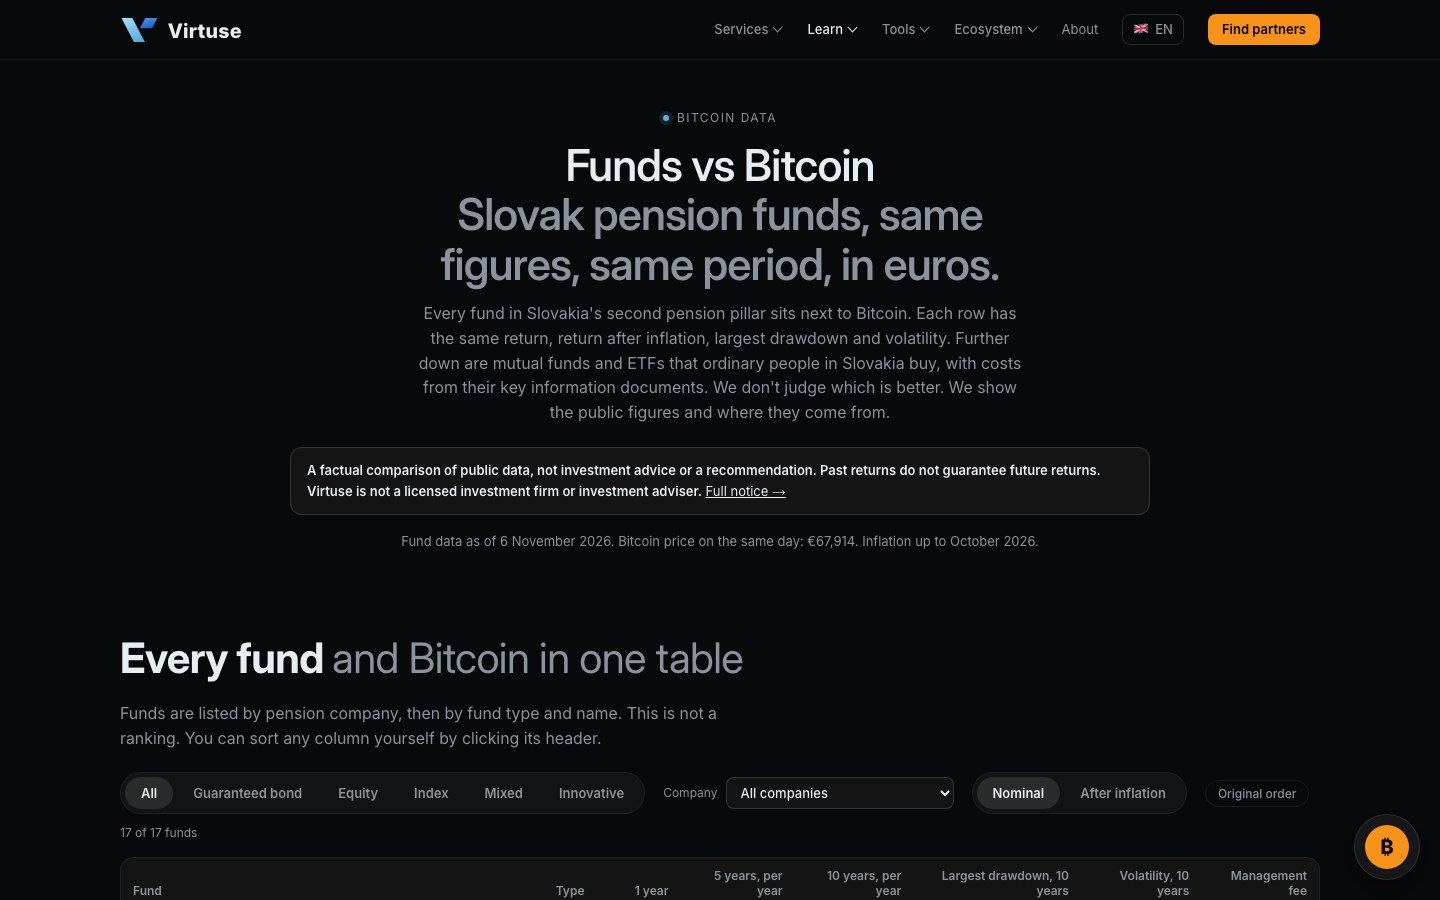 Virtuse
Services
Learn
Tools
Ecosystem
About
EN
Find partners
BITCOIN DATA
Funds vs Bitcoin
Slovak pension funds, same
figures, same period, in euros.
Every fund in Slovakia's second pension pillar sits next to Bitcoin. Each row has
the same return, return after inflation, largest drawdown and volatility. Further
down are mutual funds and ETFs that ordinary people in Slovakia buy, with costs
from their key information documents. We don't judge which is better. We show
the public figures and where they come from.
A factual comparison of public data, not investment advice or a recommendation. Past returns do not guarantee future returns.
Virtuse is not a licensed investment firm or investment adviser. Full notice →
Fund data as of 6 November 2026. Bitcoin price on the same day: €67,914. Inflation up to October 2026.
Every fund and Bitcoin in one table
Funds are listed by pension company, then by fund type and name. This is not a
ranking. You can sort any column yourself by clicking its header.
All
Guaranteed bond
Equity
Index
Mixed
Innovative
Company
All companies
Nominal
After inflation
Original order
17 of 17 funds
Fund
Type
1 year
5 years, per
year
10 years, per
year
Largest drawdown, 10
years
Volatility, 10
years
Management
fee